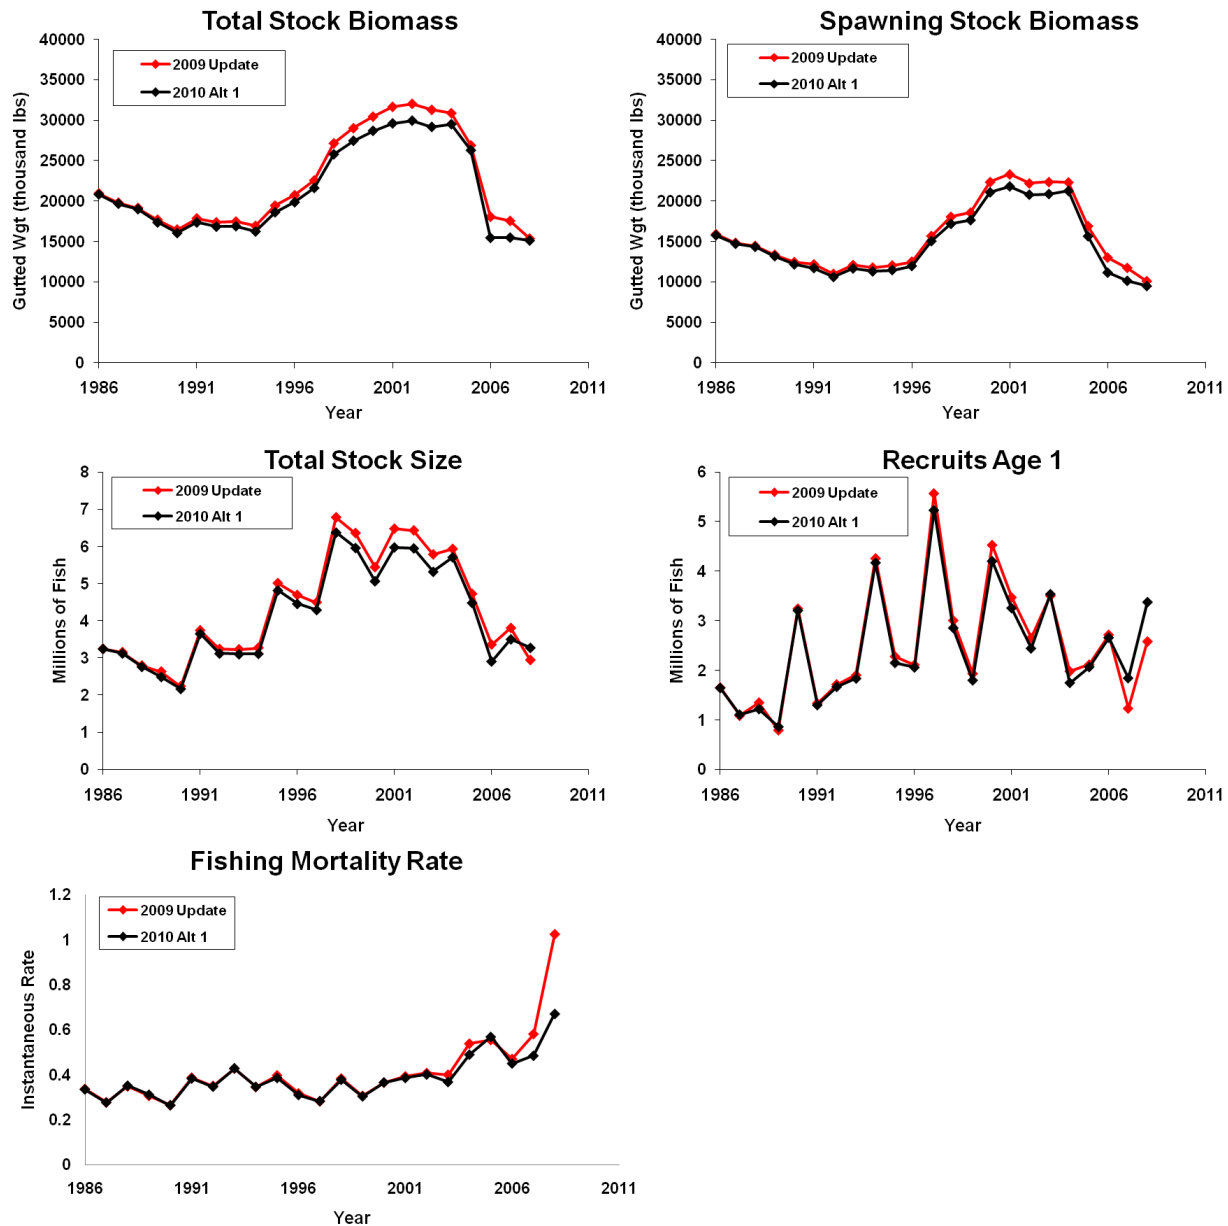 Total Stock Biomass
40000
35000
30000
25000
20000
15000
10000
5000
0
Gutted Wgt (thousand lbs)
2009 Update
2010 Alt 1
1986 1991 1996 2001 2006 2011
Year
Spawning Stock Biomass
40000
35000
30000
25000
20000
15000
10000
5000
0
Gutted Wgt (thousand lbs)
2009 Update
2010 Alt 1
1986 1991 1996 2001 2006 2011
Year
Total Stock Size
8
7
6
5
4
3
2
1
0
Millions of Fish
2009 Update
2010 Alt 1
1986 1991 1996 2001 2006 2011
Year
Recruits Age 1
6
5
4
3
2
1
0
Millions of Fish
2009 Update
2010 Alt 1
1986 1991 1996 2001 2006 2011
Year
Fishing Mortality Rate
1.2
1
0.8
0.6
0.4
0.2
0
Instantaneous Rate
2009 Update
2010 Alt 1
1986 1991 1996 2001 2006 2011
Year